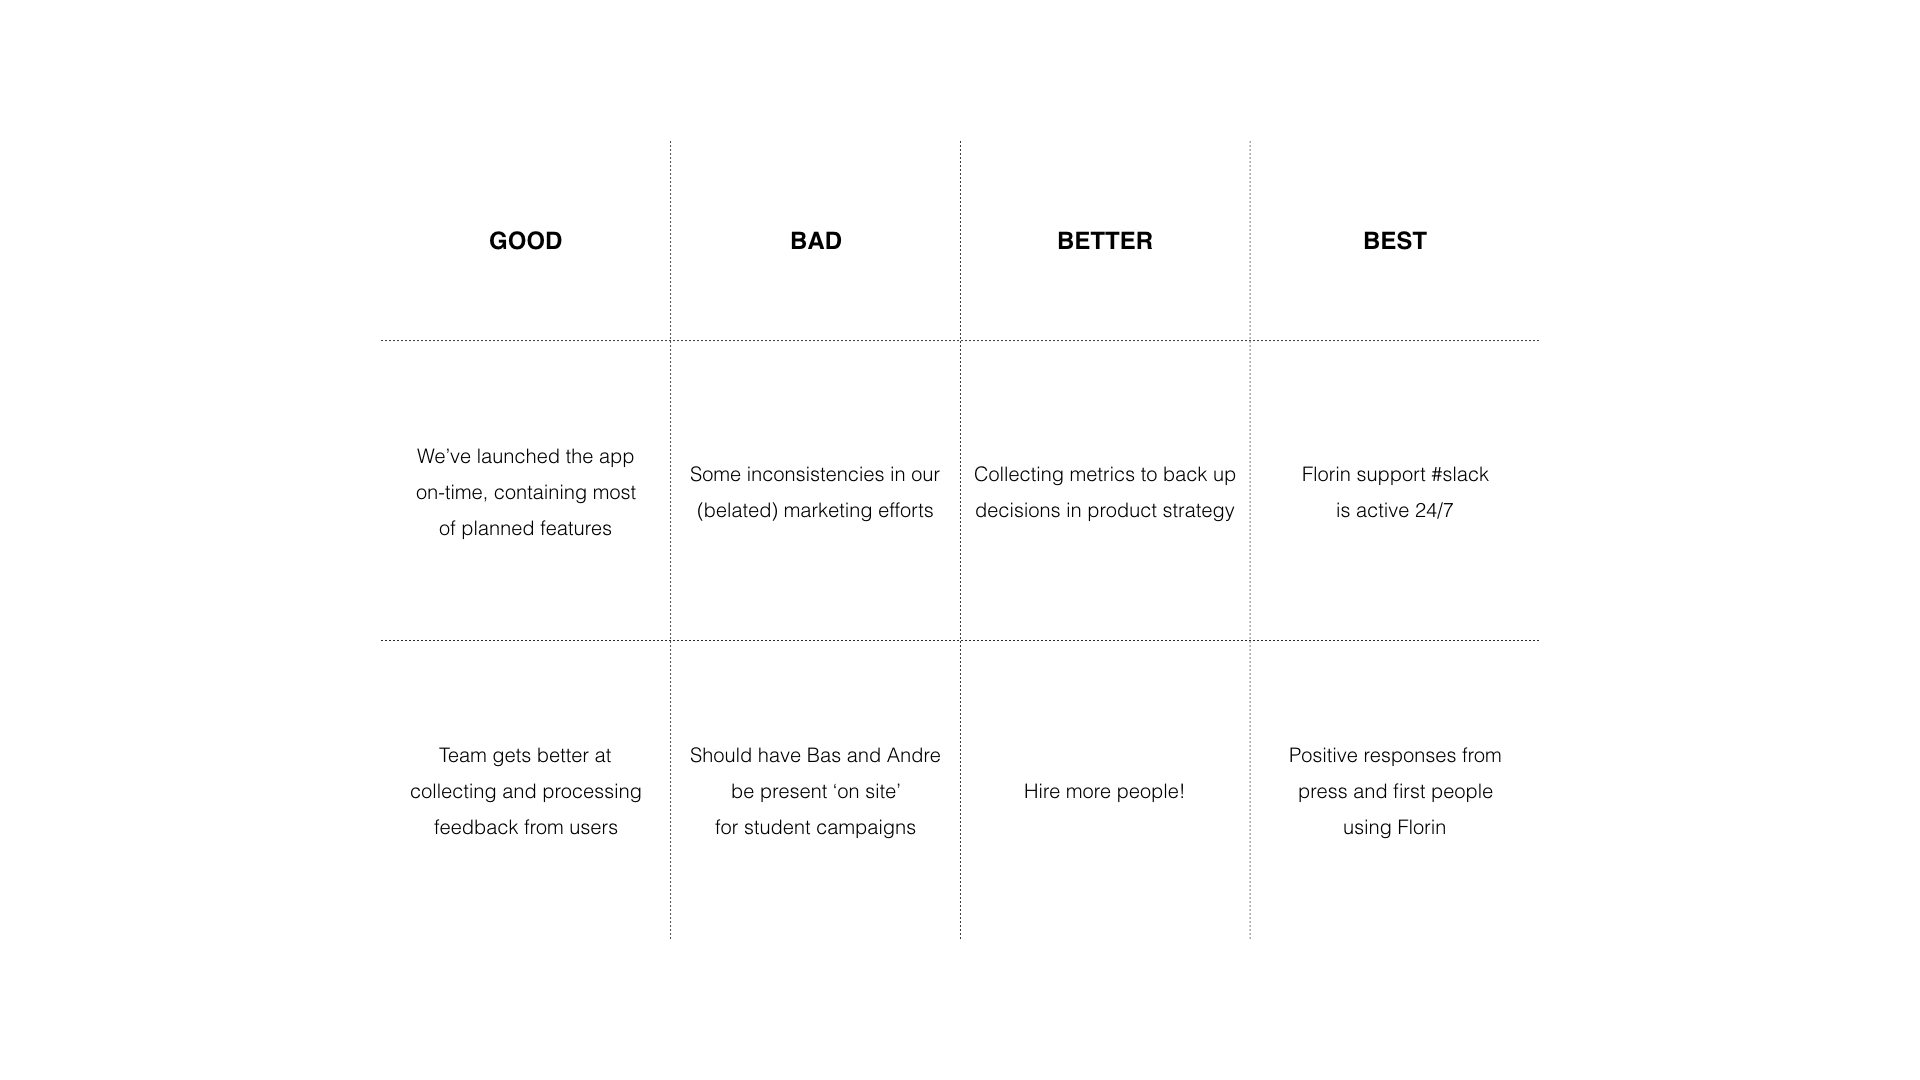 GOOD
BAD
BETTER
BEST
We’ve launched the app
on-time, containing most
of planned features
Some inconsistencies in our
(belated) marketing efforts
Collecting metrics to back up
decisions in product strategy
Florin support #slack
is active 24/7
Team gets better at
collecting and processing
feedback from users
Should have Bas and Andre
be present ‘on site’
for student campaigns
Hire more people!
Positive responses from
press and first people
using Florin